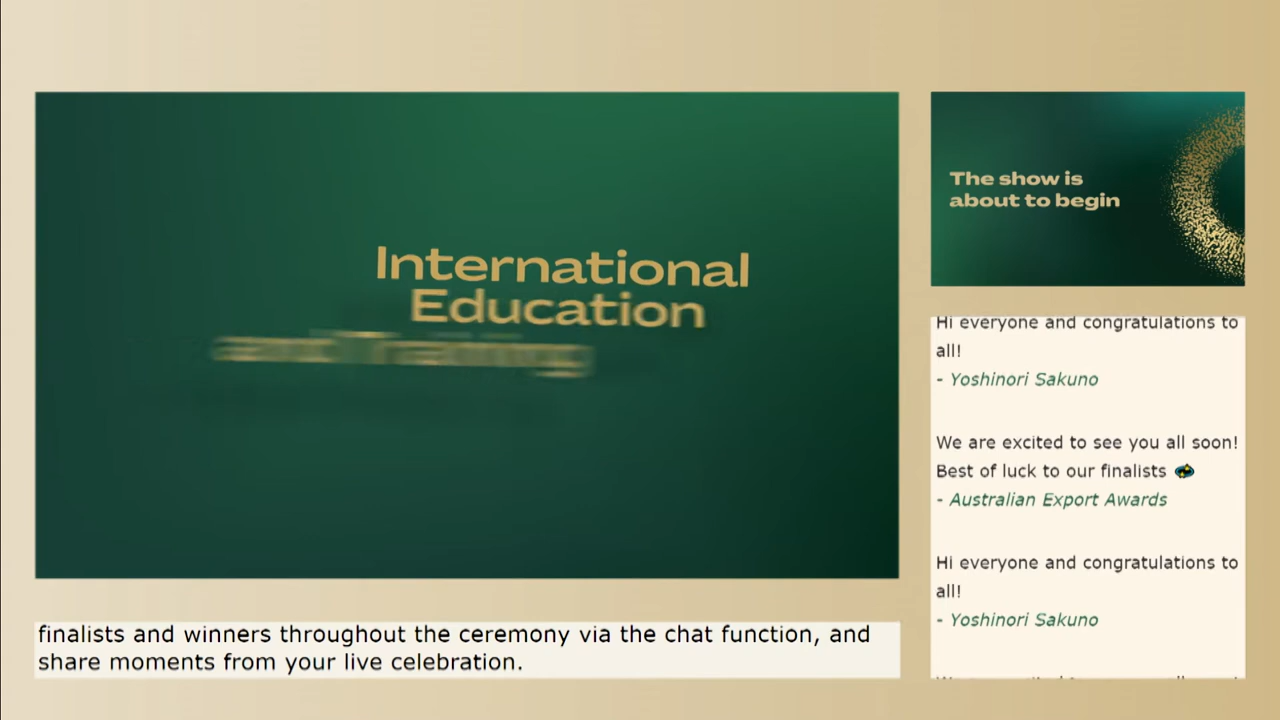 International
Education
and Training
The show is
about to begin
Hi everyone and congratulations to
all!
- Yoshinori Sakuno
We are excited to see you all soon!
Best of luck to our finalists
- Australian Export Awards
Hi everyone and congratulations to
all!
- Yoshinori Sakuno
finalists and winners throughout the ceremony via the chat function, and
share moments from your live celebration.